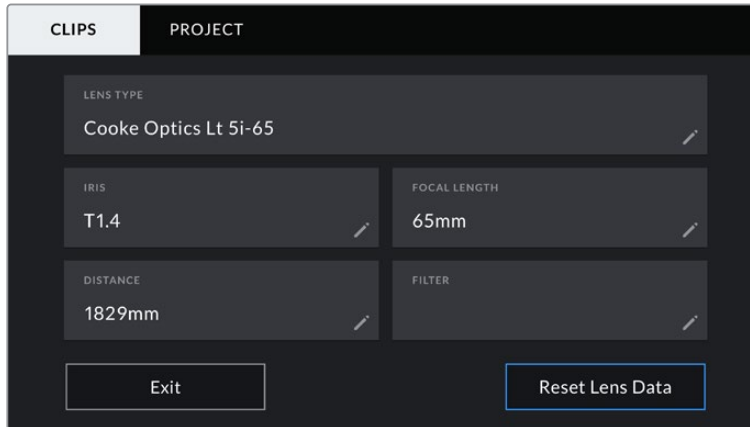 CLIPS PROJECT
LENS TYPE
Cooke Optics Lt 5i-65
IRIS
T1.4
FOCAL LENGTH
65mm
DISTANCE
1829mm
FILTER
Exit
Reset Lens Data